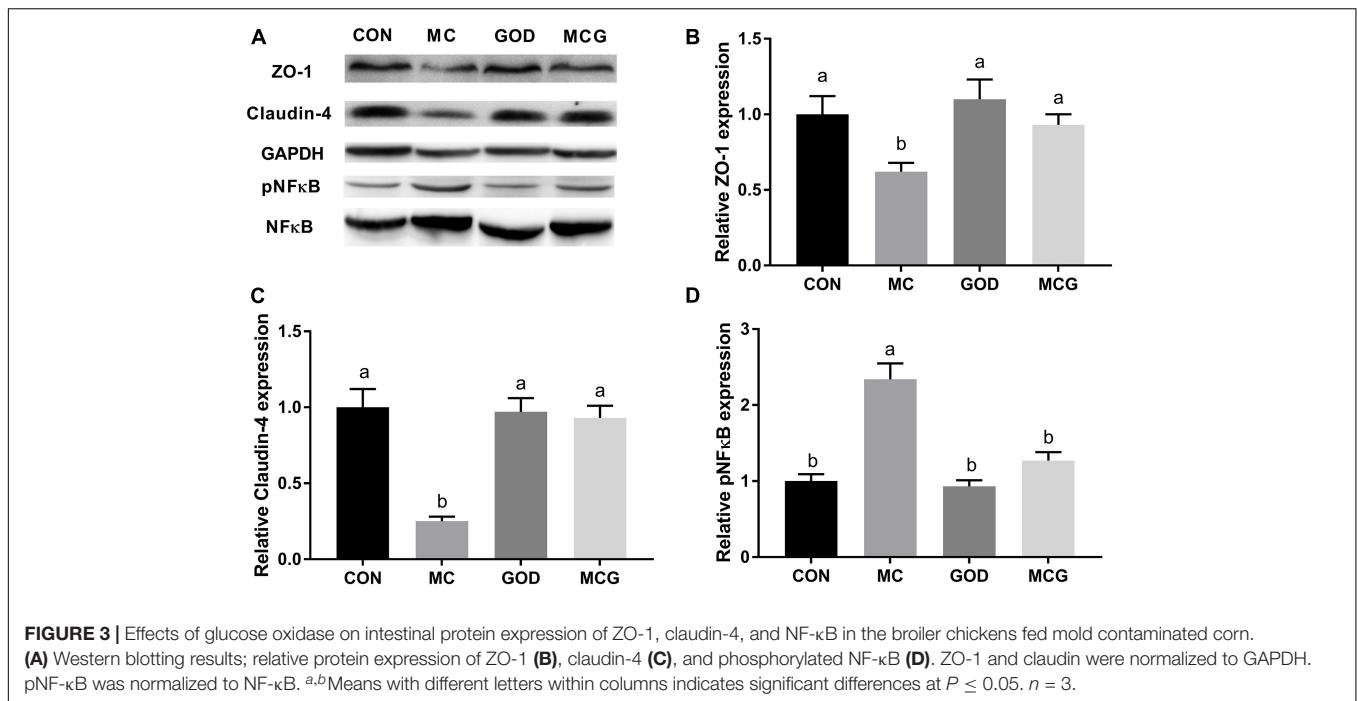 A
CON MC GOD MCG
ZO-1
Claudin-4
GAPDH
pNFκB
NFκB
B
Relative ZO-1 expression
1.5
1.0
0.5
0.0
a
b
a
a
CON MC GOD MCG
C
Relative Claudin-4 expression
1.5
1.0
0.5
0.0
a
b
a
a
CON MC GOD MCG
D
Relative pNFκB expression
3
2
1
0
b
a
b
b
CON MC GOD MCG
FIGURE 3 | Effects of glucose oxidase on intestinal protein expression of ZO-1, claudin-4, and NF-κB in the broiler chickens fed mold contaminated corn.
(A) Western blotting results; relative protein expression of ZO-1 (B), claudin-4 (C), and phosphorylated NF-κB (D). ZO-1 and claudin were normalized to GAPDH.
pNF-κB was normalized to NF-κB. a,b Means with different letters within columns indicates significant differences at P ≤ 0.05. n = 3.